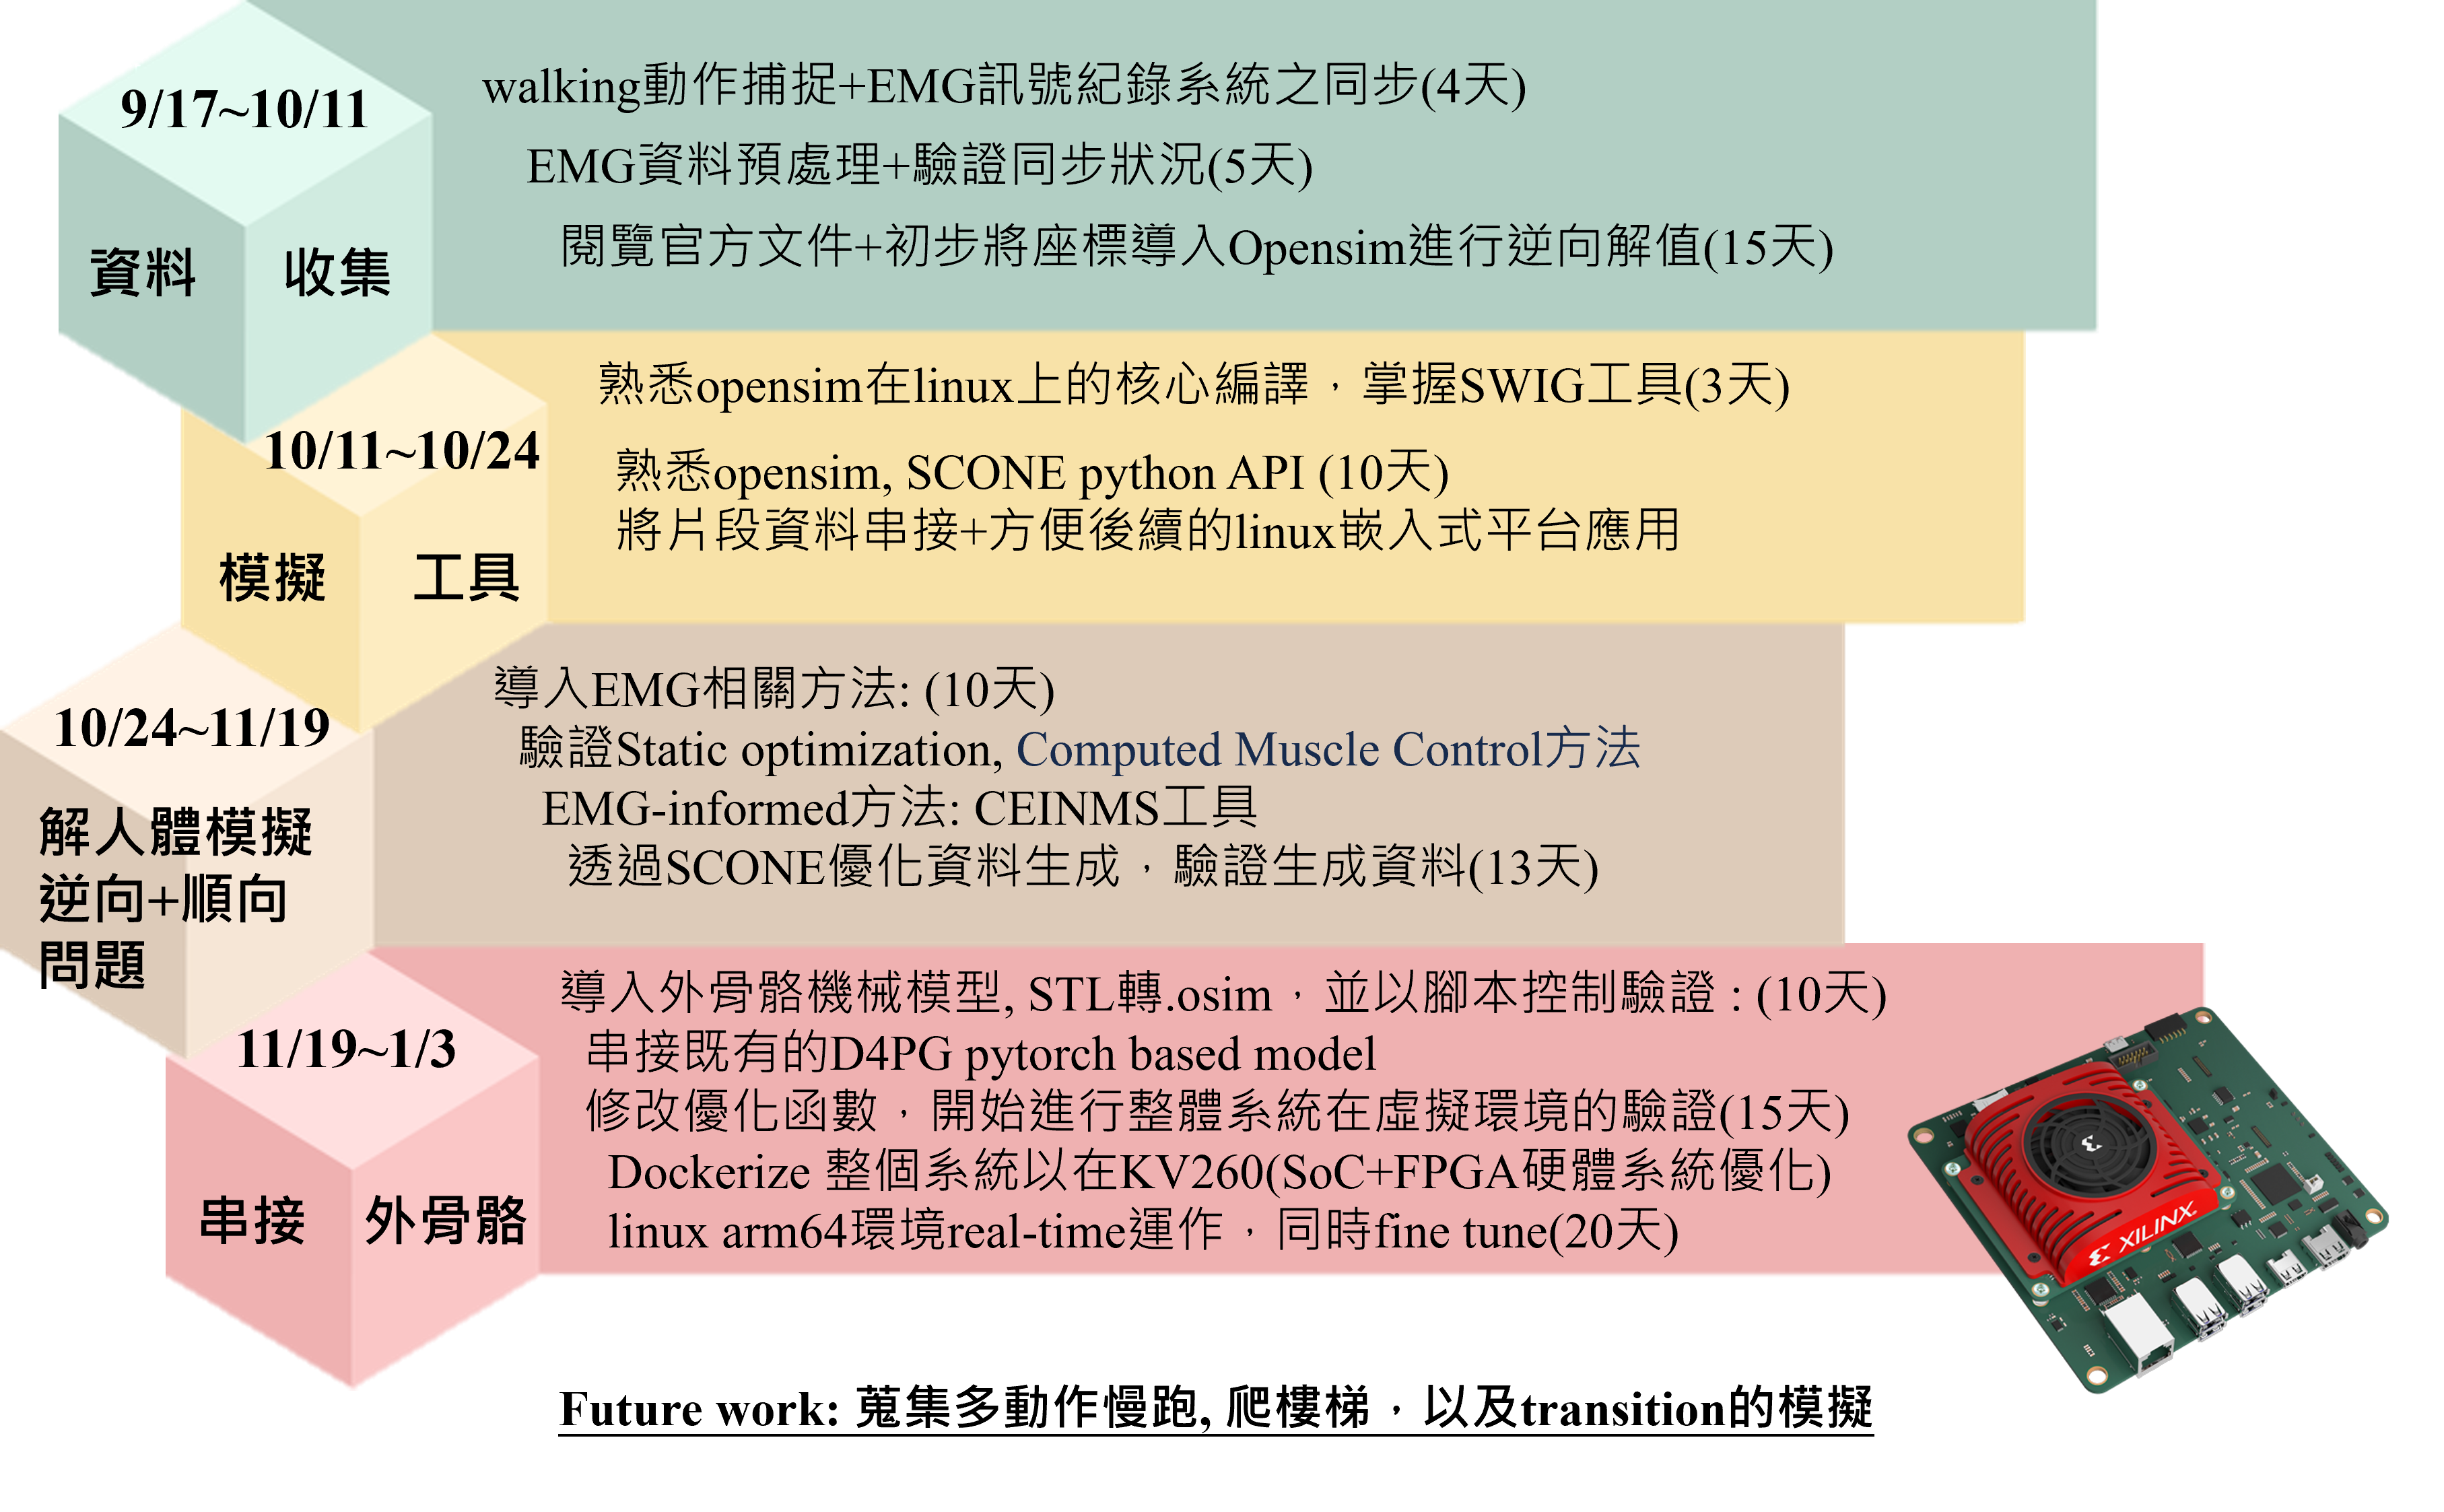 9/17~10/11
資料 收集
walking動作捕捉+EMG訊號紀錄系統之同步(4天)
EMG資料預處理+驗證同步狀況(5天)
閱覽官方文件+初步將座標導入Opensim進行逆向解值(15天)
10/11~10/24
模擬 工具
熟悉opensim在linux上的核心編譯，掌握SWIG工具(3天)
熟悉opensim, SCONE python API (10天)
將片段資料串接+方便後續的linux嵌入式平台應用
10/24~11/19
解人體模擬
逆向+順向
問題
導入EMG相關方法: (10天)
驗證Static optimization, Computed Muscle Control方法
EMG-informed方法: CEINMS工具
透過SCONE優化資料生成，驗證生成資料(13天)
11/19~1/3
串接 外骨骼
導入外骨骼機械模型, STL轉.osim，並以腳本控制驗證 : (10天)
串接既有的D4PG pytorch based model
修改優化函數，開始進行整體系統在虛擬環境的驗證(15天)
Dockerize 整個系統以在KV260(SoC+FPGA硬體系統優化)
linux arm64環境real-time運作，同時fine tune(20天)
XILINX
Future work: 蒐集多動作慢跑, 爬樓梯，以及transition的模擬